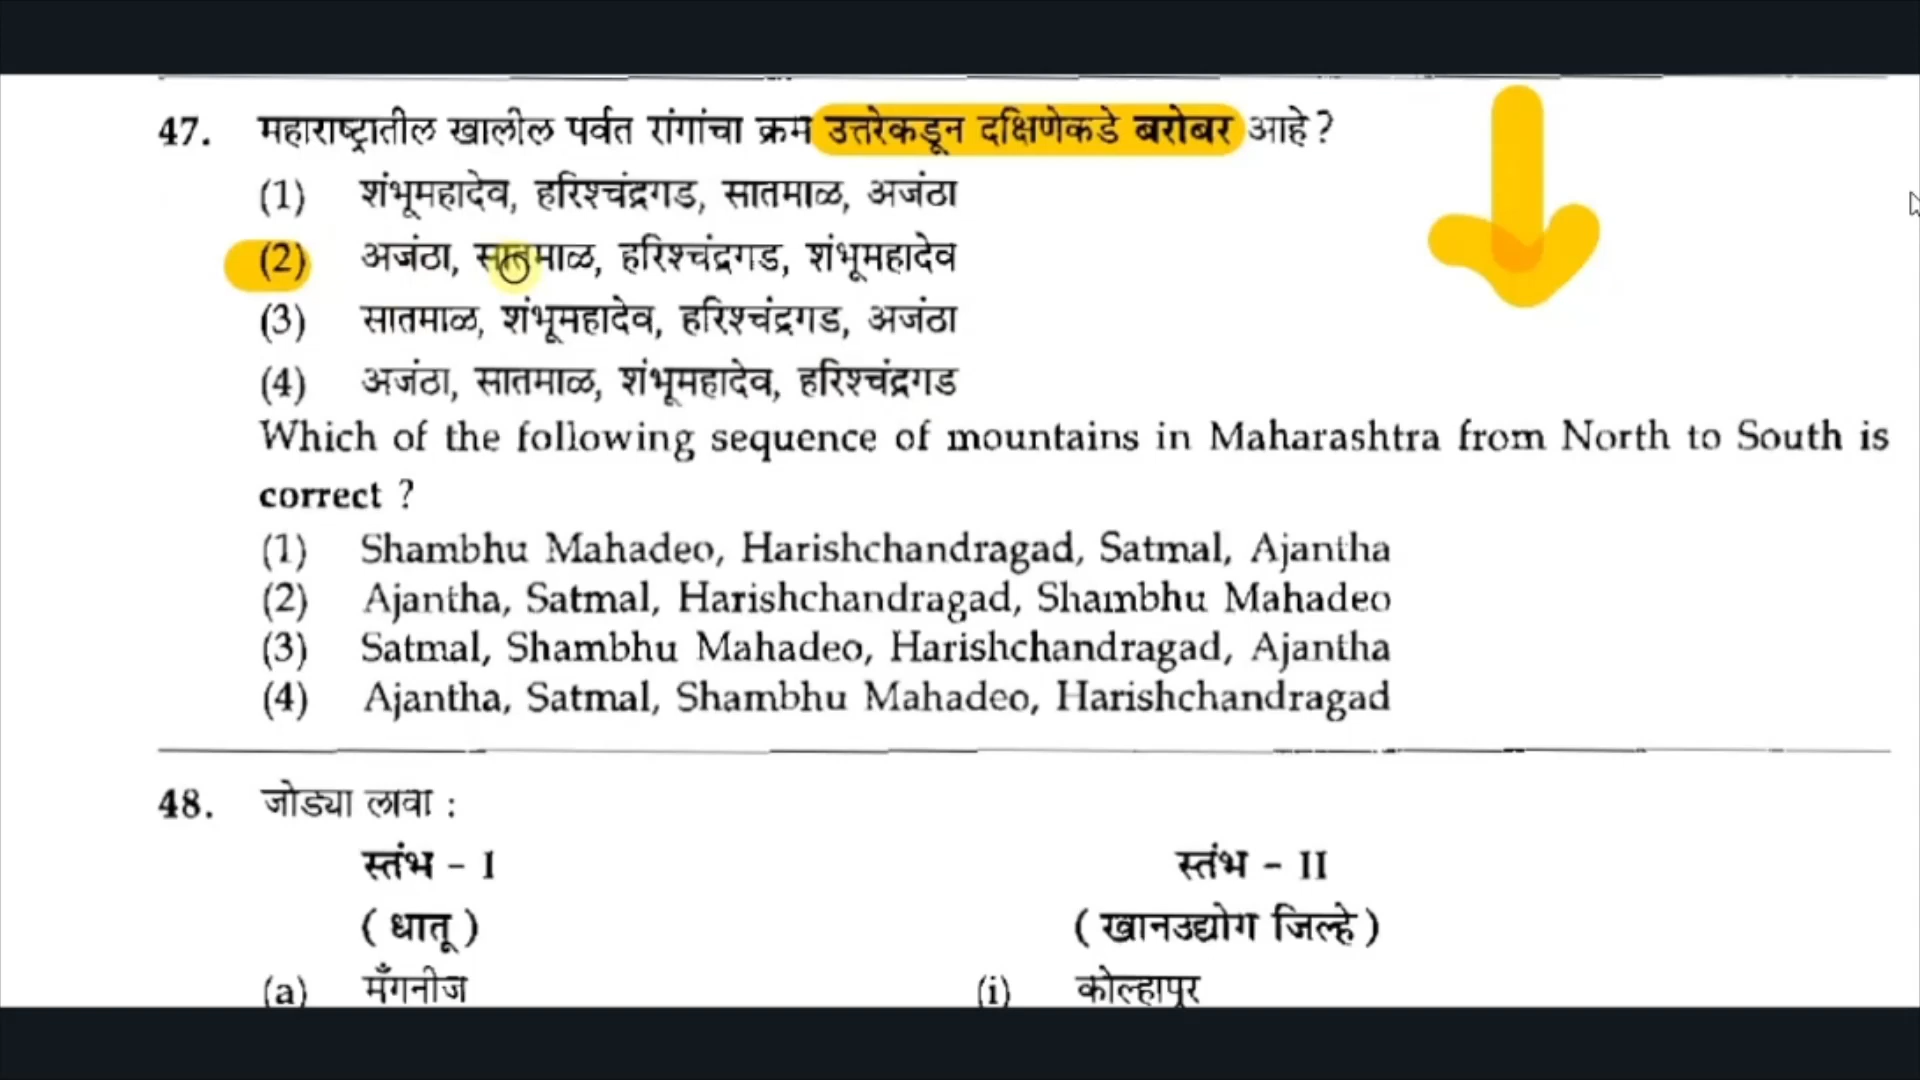 47. महाराष्ट्रातील खालील पर्वत रांगांचा क्रम उत्तरेकडून दक्षिणेकडे बरोबर आहे ?
(1) शंभूमहादेव, हरिश्चंद्रगड, सातमाळ, अजंठा
(2) अजंठा, सातमाळ, हरिश्चंद्रगड, शंभूमहादेव
(3) सातमाळ, शंभूमहादेव, हरिश्चंद्रगड, अजंठा
(4) अजंठा, सातमाळ, शंभूमहादेव, हरिश्चंद्रगड
Which of the following sequence of mountains in Maharashtra from North to South is
correct ?
(1) Shambhu Mahadeo, Harishchandragad, Satmal, Ajantha
(2) Ajantha, Satmal, Harishchandragad, Shambhu Mahadeo
(3) Satmal, Shambhu Mahadeo, Harishchandragad, Ajantha
(4) Ajantha, Satmal, Shambhu Mahadeo, Harishchandragad
48. जोड्या लावा :
स्तंभ - I स्तंभ - II
( धातू ) ( खानउद्योग जिल्हे )
(a) मँगनीज (i) कोल्हापूर